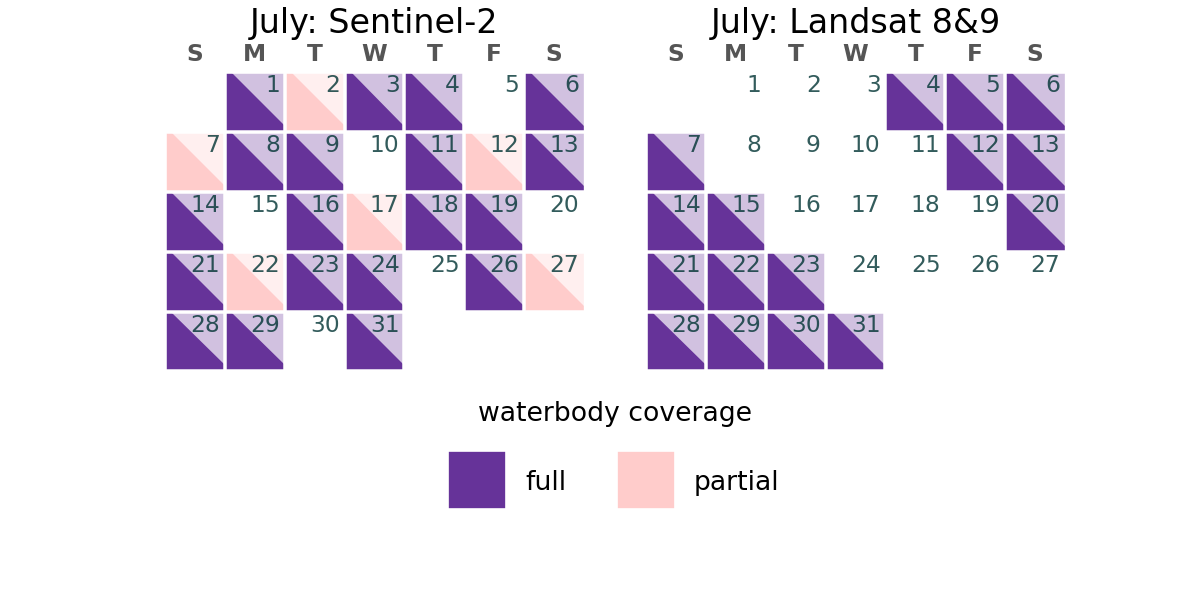 July: Sentinel-2
S M T W T F S
1 2 3 4 5 6
7 8 9 10 11 12 13
14 15 16 17 18 19 20
21 22 23 24 25 26 27
28 29 30 31
July: Landsat 8&9
S M T W T F S
1 2 3 4 5 6
7 8 9 10 11 12 13
14 15 16 17 18 19 20
21 22 23 24 25 26 27
28 29 30 31
waterbody coverage
full partial